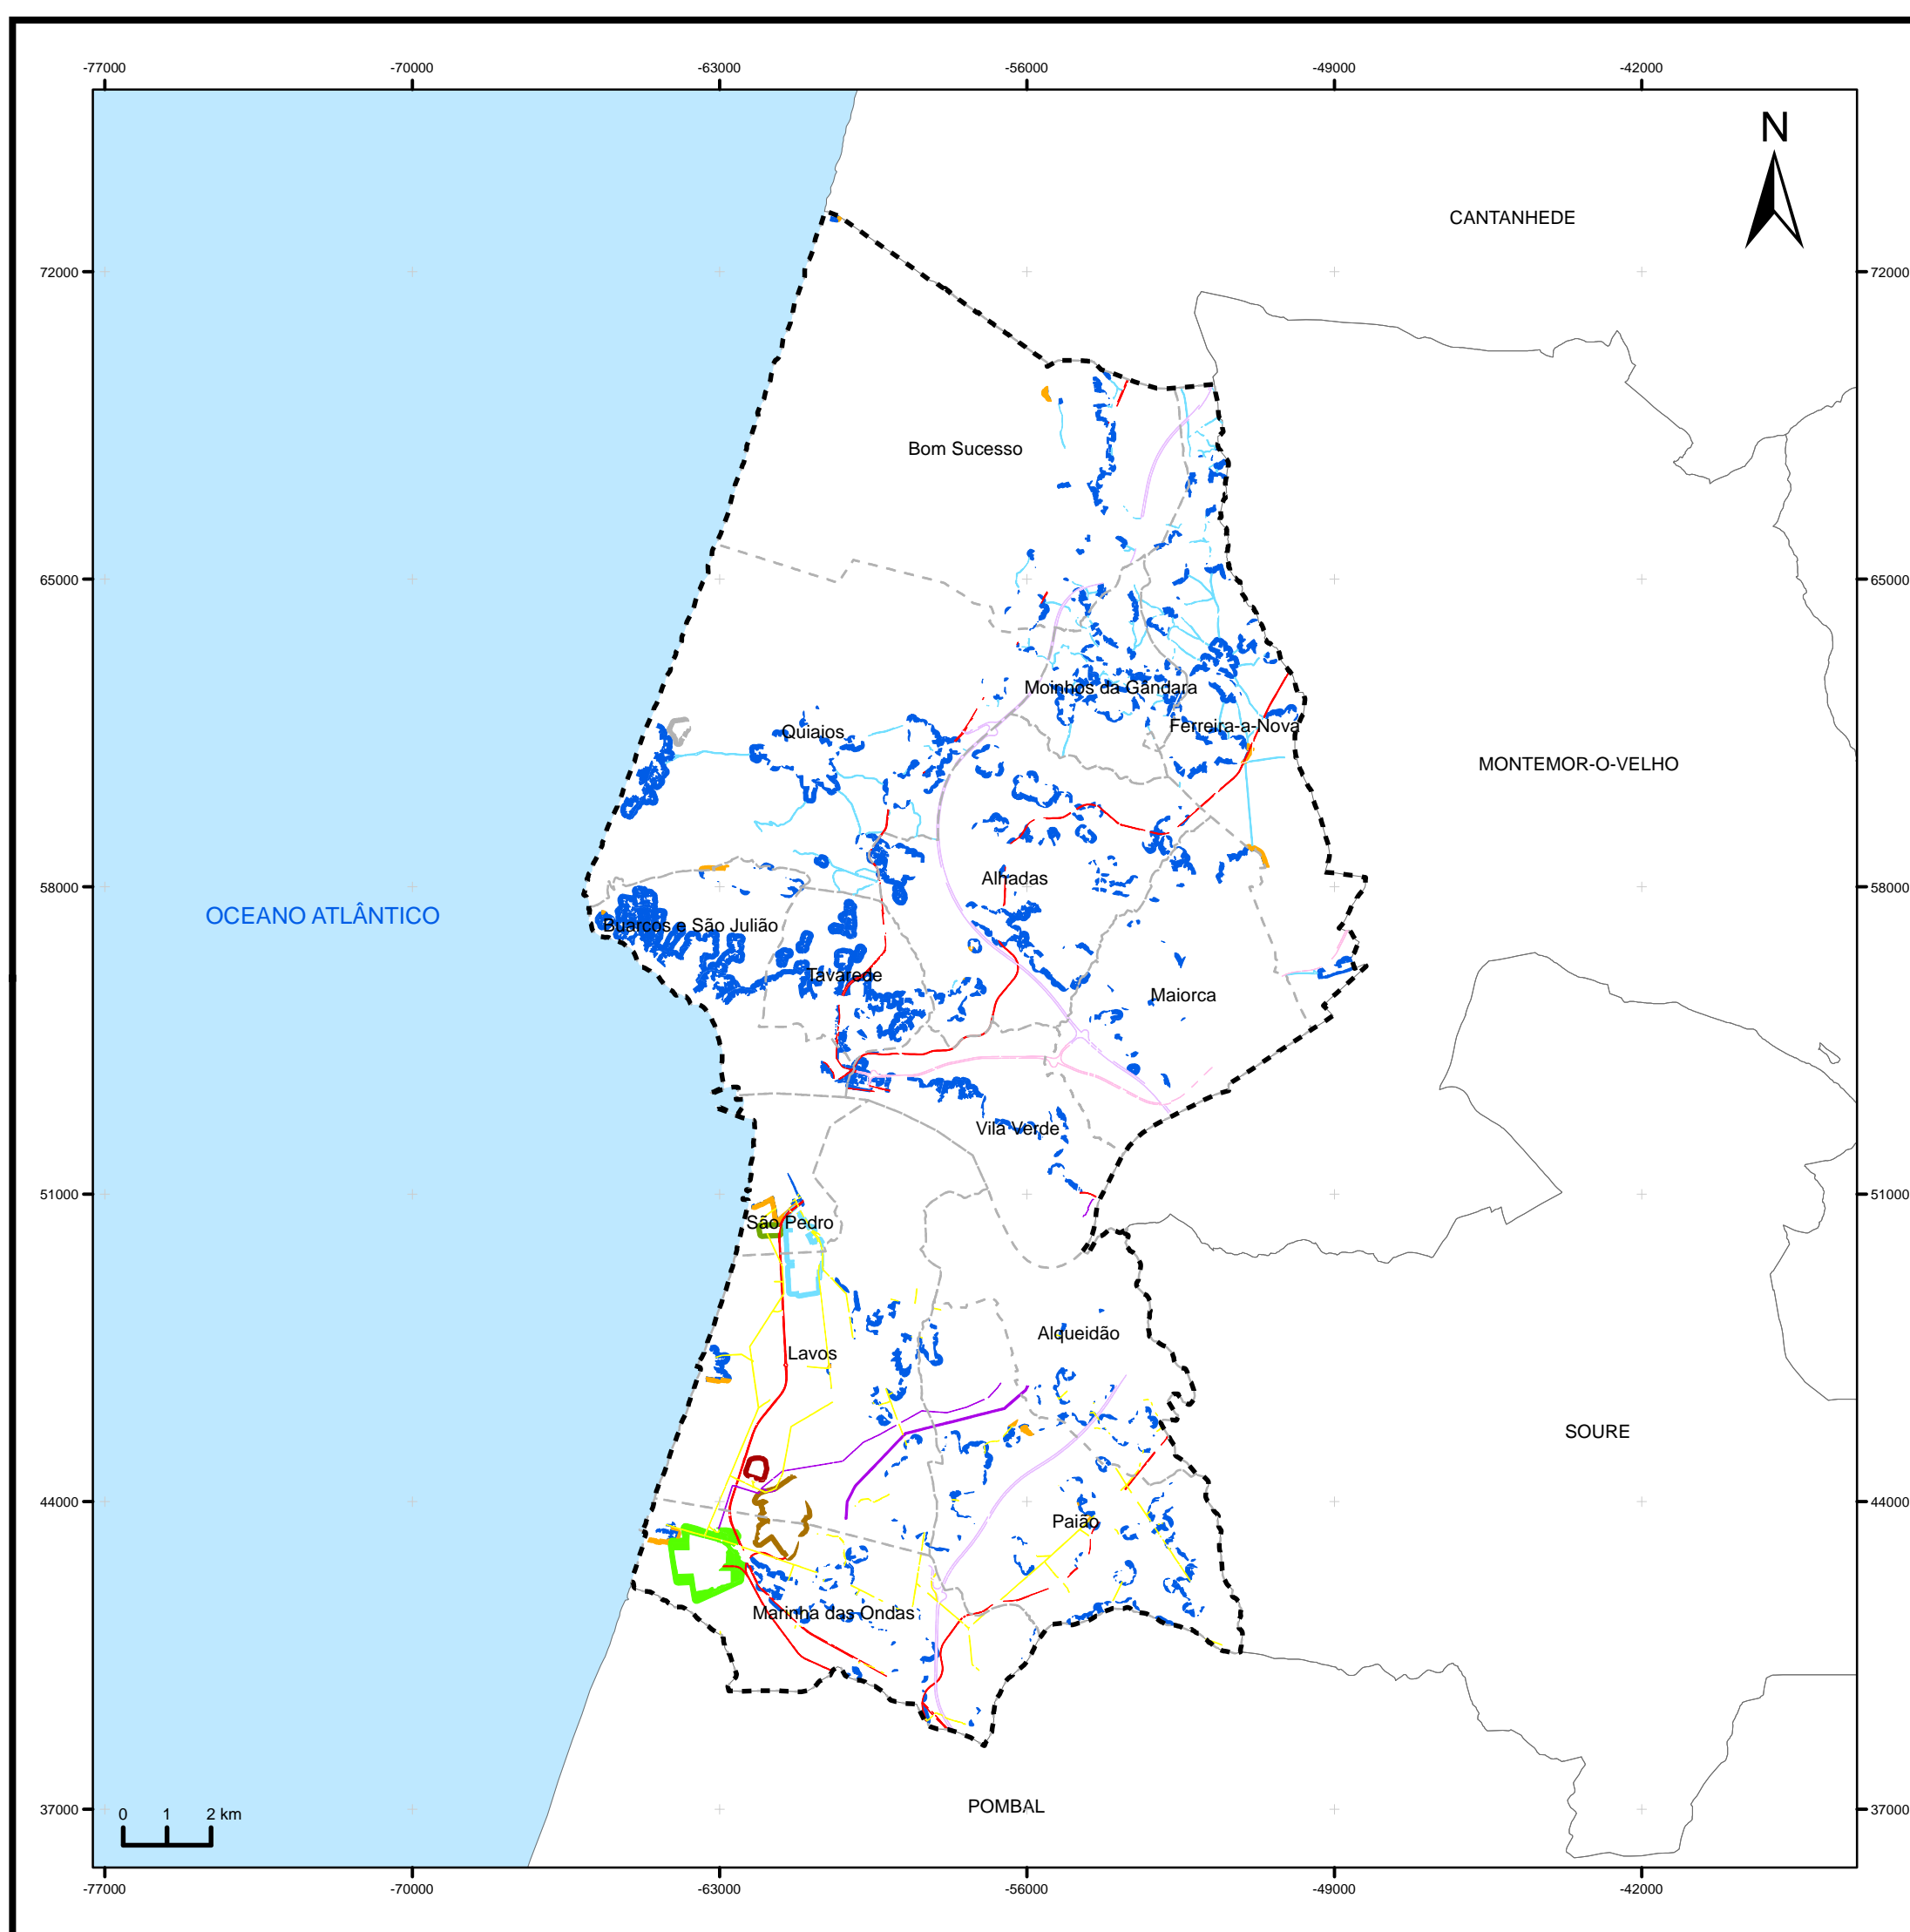 -77000 -70000 -63000 -56000 -49000 -42000
N
CANTANHEDE
72000 72000
Bom Sucesso
65000 65000
Moinhos da Gândara
Ferreira-a-Nova
Quiaios
MONTEMOR-O-VELHO
Alhadas
58000 58000
OCEANO ATLÂNTICO
Buarcos e São Julião
Tavarede
Maiorca
Vila Verde
51000 51000
São Pedro
Alqueidão
Lavos
SOURE
44000 44000
Paião
Marinha das Ondas
POMBAL
37000 37000
0 1 2 km
-77000 -70000 -63000 -56000 -49000 -42000